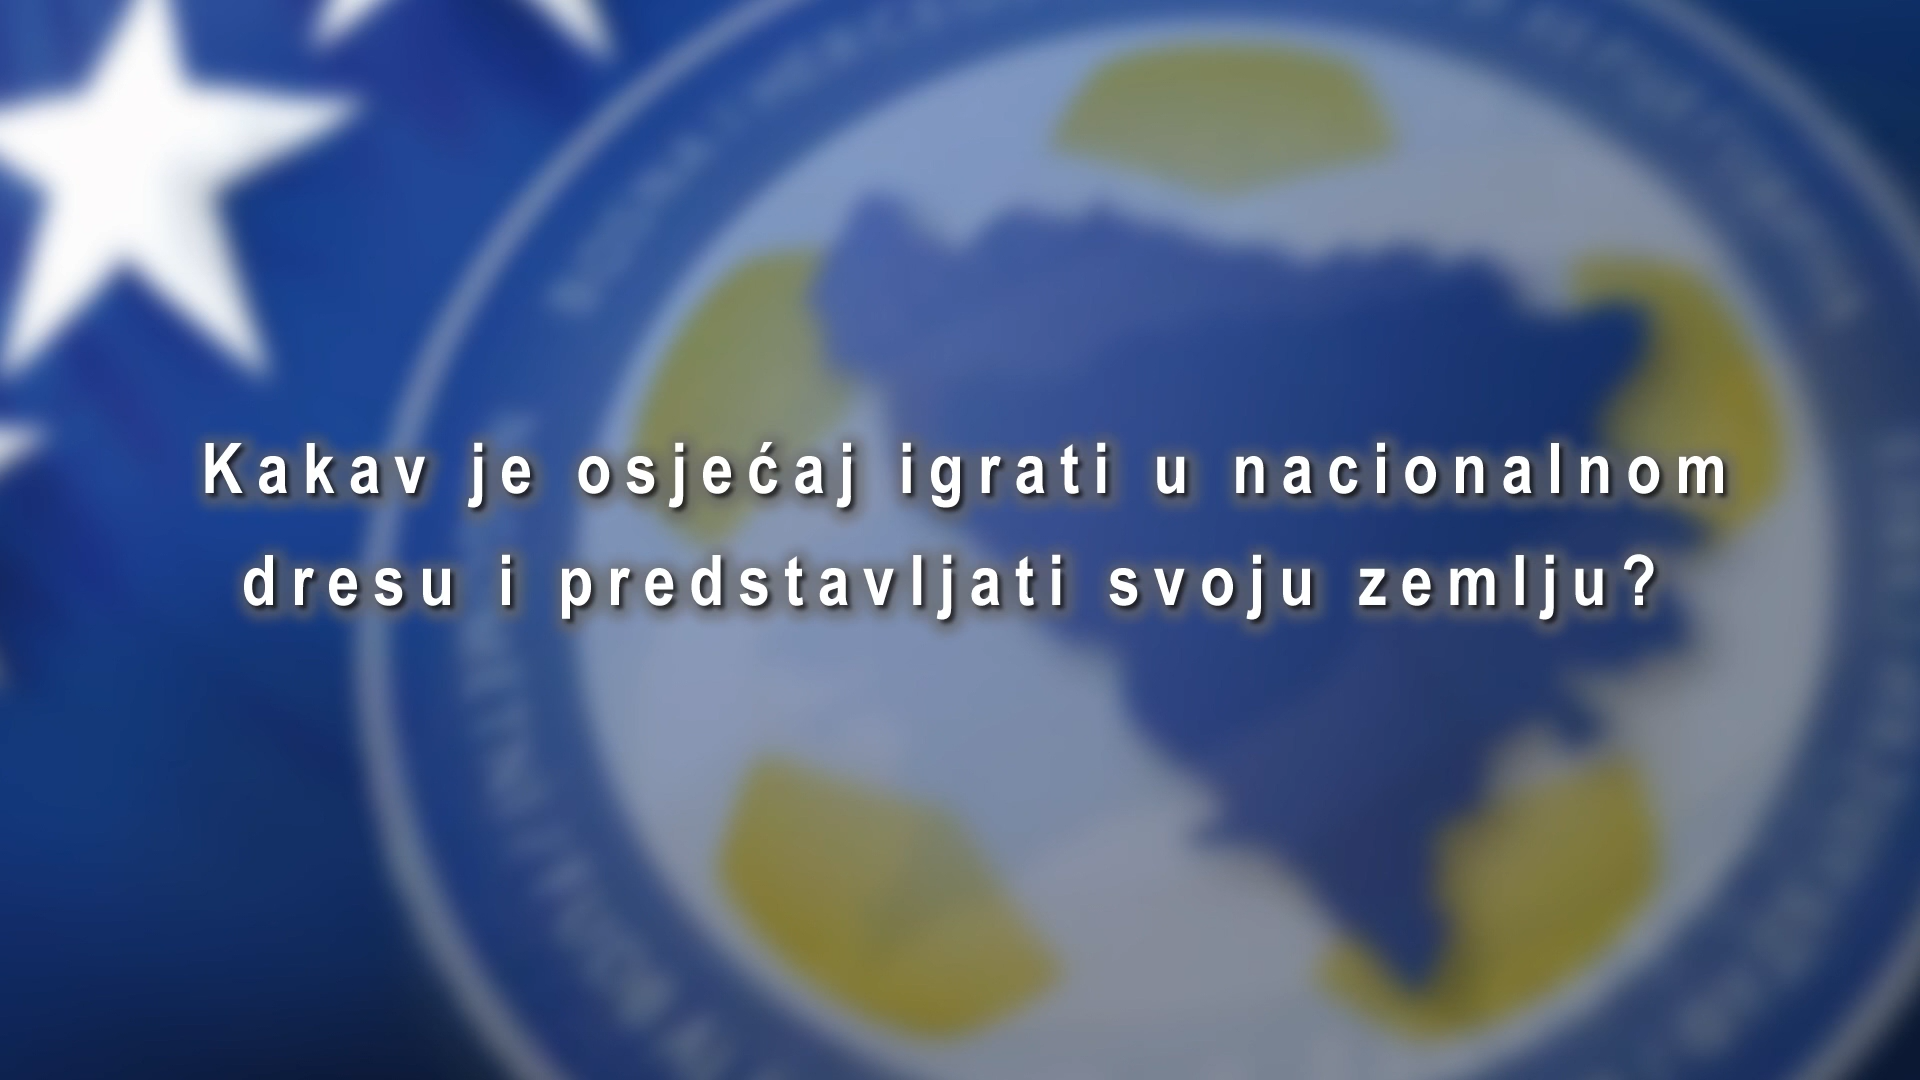 Kakav je osjećaj igrati u nacionalnom
dresu i predstavljati svoju zemlju?